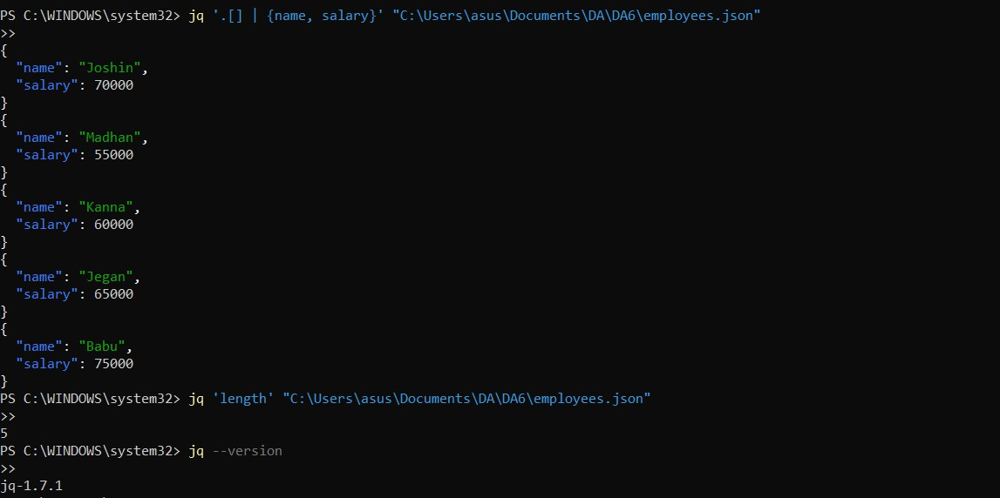 PS C:\WINDOWS\system32> jq '.[] | {name, salary}' "C:\Users\asus\Documents\DA\DA6\employees.json"
>>
{
  "name": "Joshin",
  "salary": 70000
}
{
  "name": "Madhan",
  "salary": 55000
}
{
  "name": "Kanna",
  "salary": 60000
}
{
  "name": "Jegan",
  "salary": 65000
}
{
  "name": "Babu",
  "salary": 75000
}
PS C:\WINDOWS\system32> jq 'length' "C:\Users\asus\Documents\DA\DA6\employees.json"
>>
5
PS C:\WINDOWS\system32> jq --version
>>
jq-1.7.1